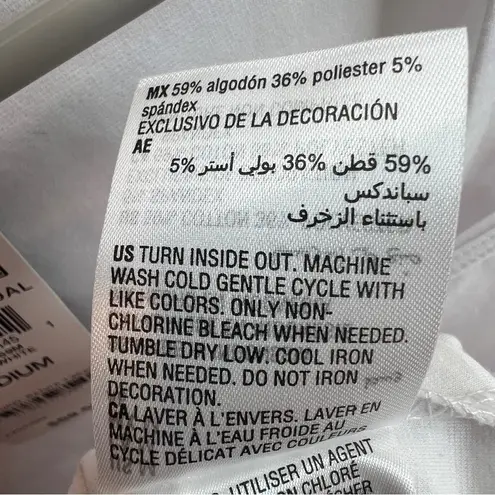 MX 59% algodón 36% poliester 5%
spándex
EXCLUSIVO DE LA DECORACIÓN
AE
59% قطن 36% بولي أستر 5%
سباندكس
باستثناء الزخرف
US TURN INSIDE OUT. MACHINE
WASH COLD GENTLE CYCLE WITH
LIKE COLORS. ONLY NON-
CHLORINE BLEACH WHEN NEEDED.
TUMBLE DRY LOW. COOL IRON
WHEN NEEDED. DO NOT IRON
DECORATION.
CA LAVER À L'ENVERS. LAVER EN
MACHINE À L'EAU FROIDE AU
CYCLE DÉLICAT AVEC COULEURS
UTILISER UN AGENT
CHLORÉ
WHITE